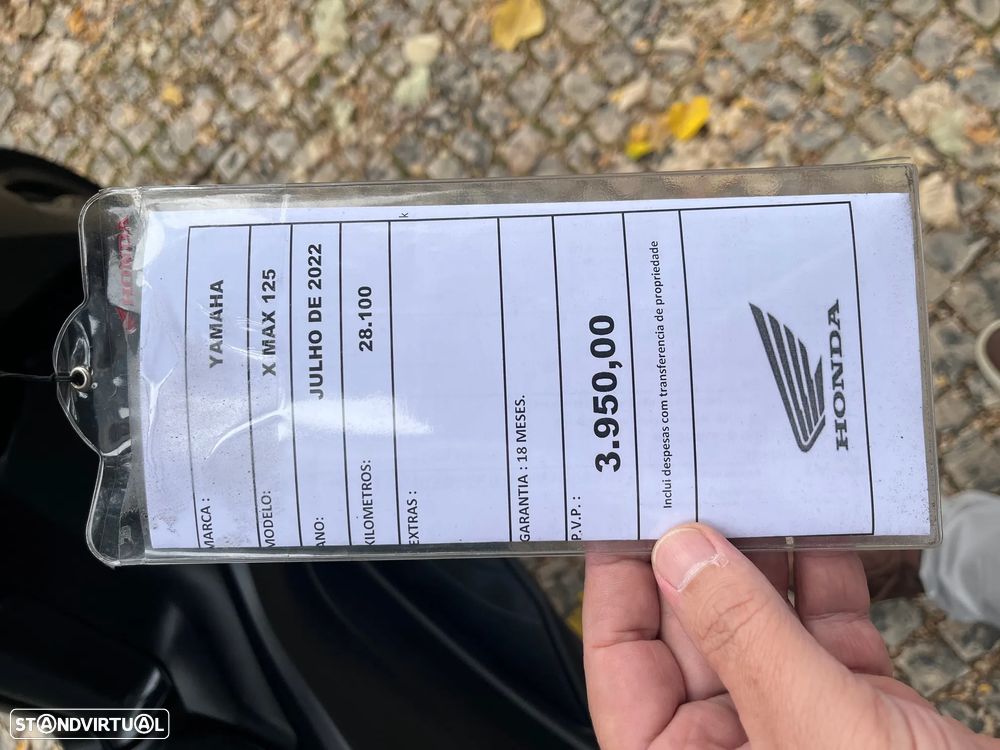 HONDA
k
MARCA : YAMAHA
MODELO: X MAX 125
ANO: JULHO DE 2022
KILOMETROS: 28.100
EXTRAS :
GARANTIA : 18 MESES.
P.V.P. : 3.950,00
Inclui despesas com transferencia de propriedade
HONDA
STANDVIRTUAL